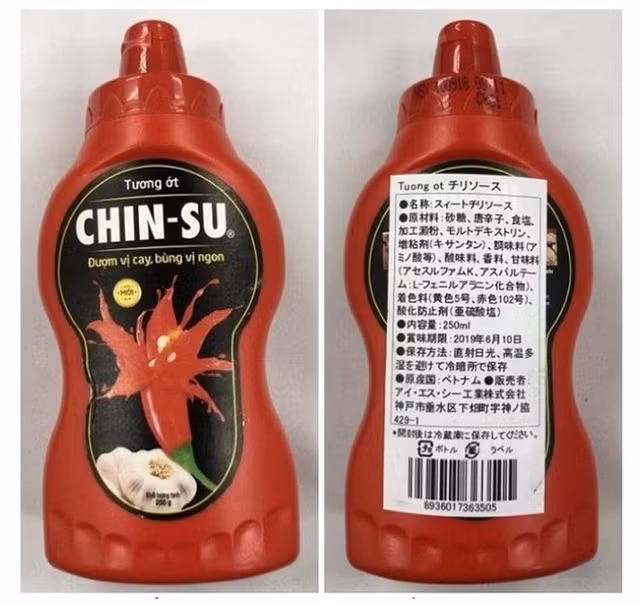 Tương ớt
CHIN-SU®
Đượm vị cay, bùng vị ngon
MỚI
Khối lượng tịnh:
250 g
Tuong ot チリソース
●名称:スィートチリソース
●原材料:砂糖、唐辛子、食塩、
加工澱粉、モルトデキストリン、
増粘剤(キサンタン)、調味料(ア
ミノ酸等)、酸味料、香料、甘味料
(アセスルファムK、アスパルテー
ム:L-フェニルアラニン化合物)、
着色料(黄色5号、赤色102号)、
酸化防止剤(亜硫酸塩)
●内容量:250ml
●賞味期限:2019年6月10日
●保存方法:直射日光、高温多
湿を避けて冷暗所で保存
●原産国:ベトナム ●販売者:
アイ・エス・シー工業株式会社
神戸市垂水区下畑町字神ノ脇
429-1
*開封後は冷蔵庫に保存してください。
ボトル ラベル
8936017363505